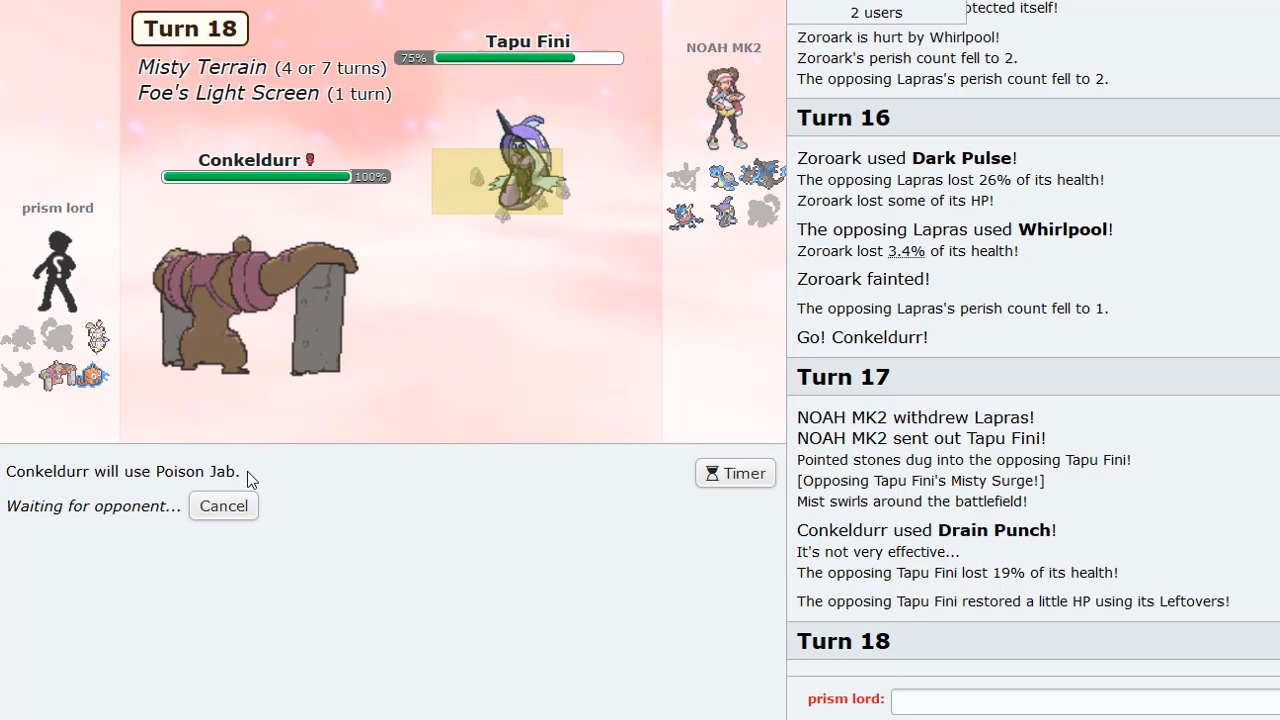 Turn 18
Misty Terrain (4 or 7 turns)
Foe's Light Screen (1 turn)
Tapu Fini
75%
Conkeldurr
100%
prism lord
NOAH MK2
Conkeldurr will use Poison Jab.
Waiting for opponent... Cancel
Timer
2 users
otected itself!
Zoroark is hurt by Whirlpool!
Zoroark's perish count fell to 2.
The opposing Lapras's perish count fell to 2.
Turn 16
Zoroark used Dark Pulse!
The opposing Lapras lost 26% of its health!
Zoroark lost some of its HP!
The opposing Lapras used Whirlpool!
Zoroark lost 3.4% of its health!
Zoroark fainted!
The opposing Lapras's perish count fell to 1.
Go! Conkeldurr!
Turn 17
NOAH MK2 withdrew Lapras!
NOAH MK2 sent out Tapu Fini!
Pointed stones dug into the opposing Tapu Fini!
[Opposing Tapu Fini's Misty Surge!]
Mist swirls around the battlefield!
Conkeldurr used Drain Punch!
It's not very effective...
The opposing Tapu Fini lost 19% of its health!
The opposing Tapu Fini restored a little HP using its Leftovers!
Turn 18
prism lord: